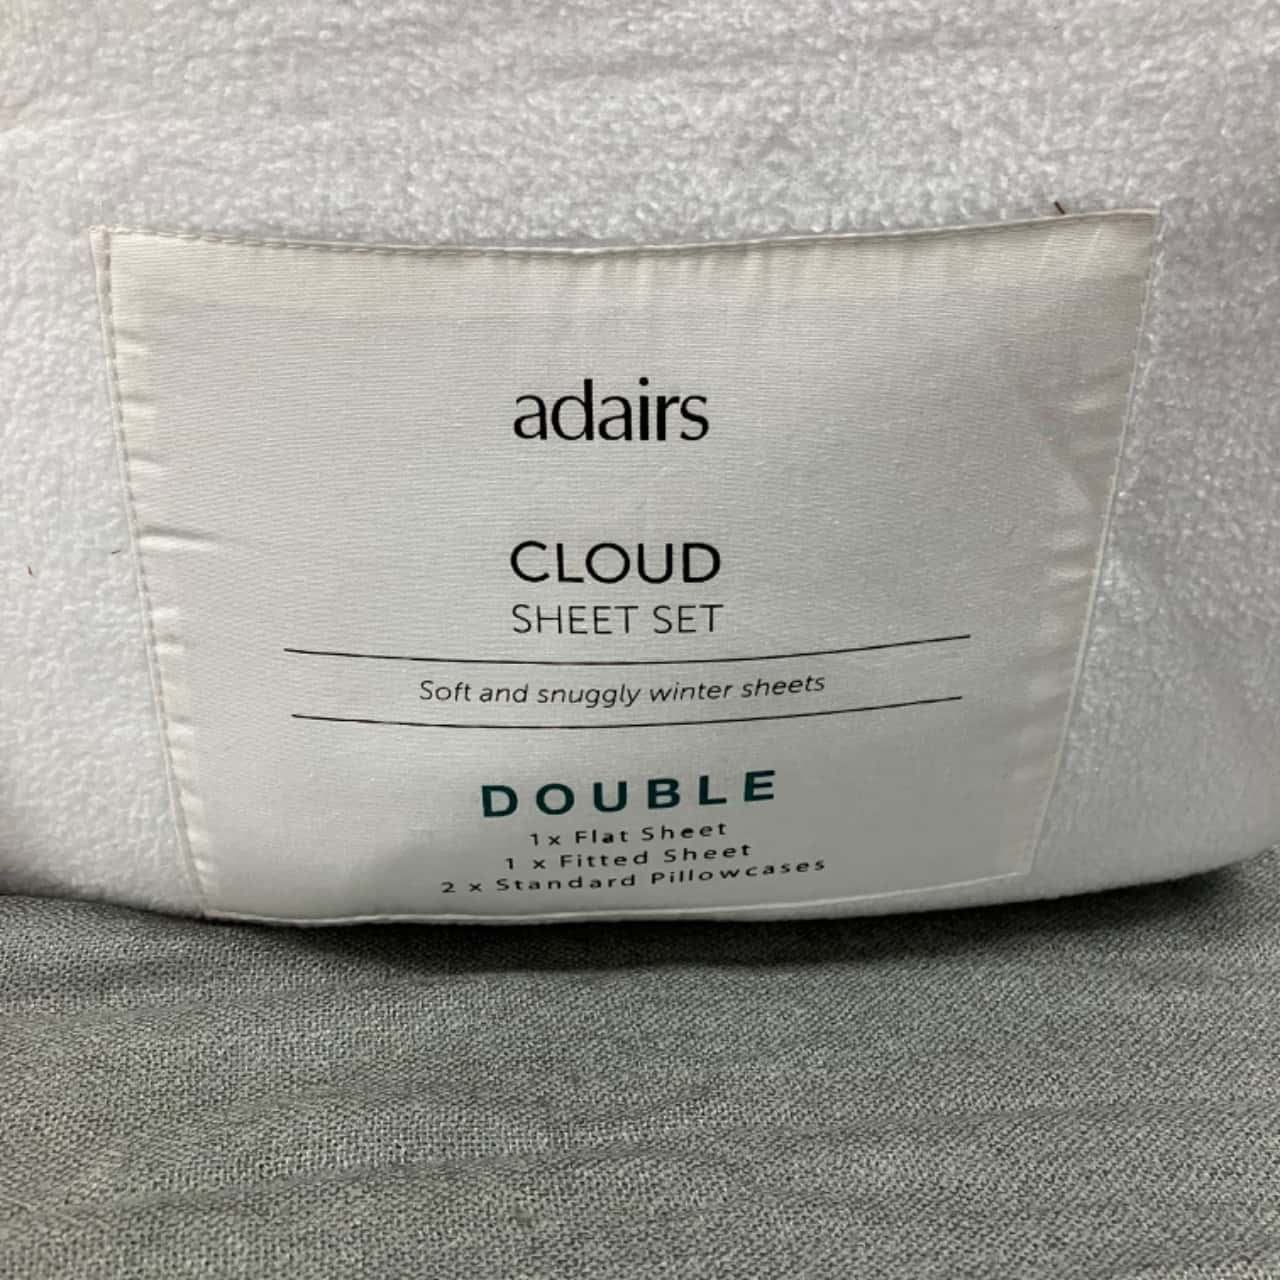 adairs
CLOUD
SHEET SET
Soft and snuggly winter sheets
DOUBLE
1 x Flat Sheet
1 x Fitted Sheet
2 x Standard Pillowcases